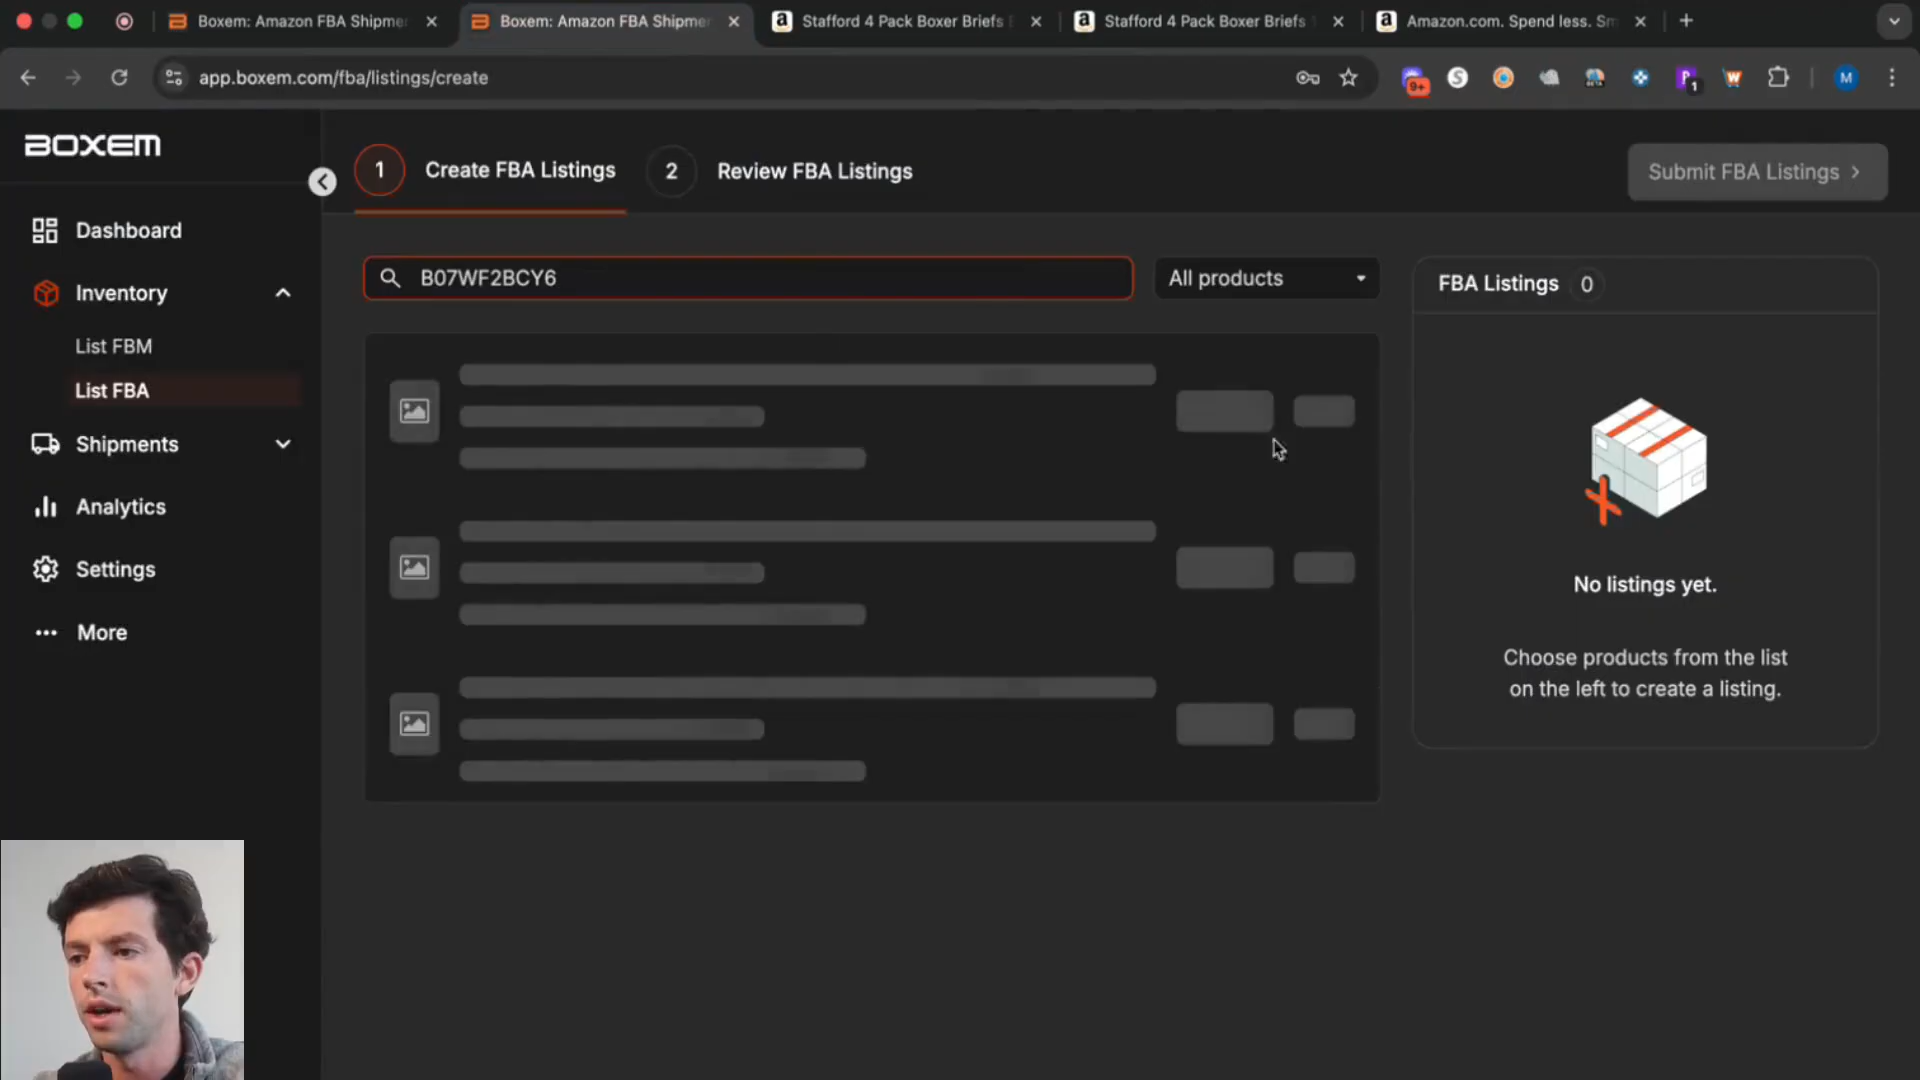 Boxem: Amazon FBA Shipme
Boxem: Amazon FBA Shipmer
Stafford 4 Pack Boxer Briefs
Stafford 4 Pack Boxer Briefs
Amazon.com. Spend less. Sm
app.boxem.com/fba/listings/create
9+
1
M
BOXEM
1
Create FBA Listings
2
Review FBA Listings
Submit FBA Listings
Dashboard
Inventory
List FBM
List FBA
Shipments
Analytics
Settings
More
B07WF2BCY6
All products
FBA Listings 0
No listings yet.
Choose products from the list
on the left to create a listing.